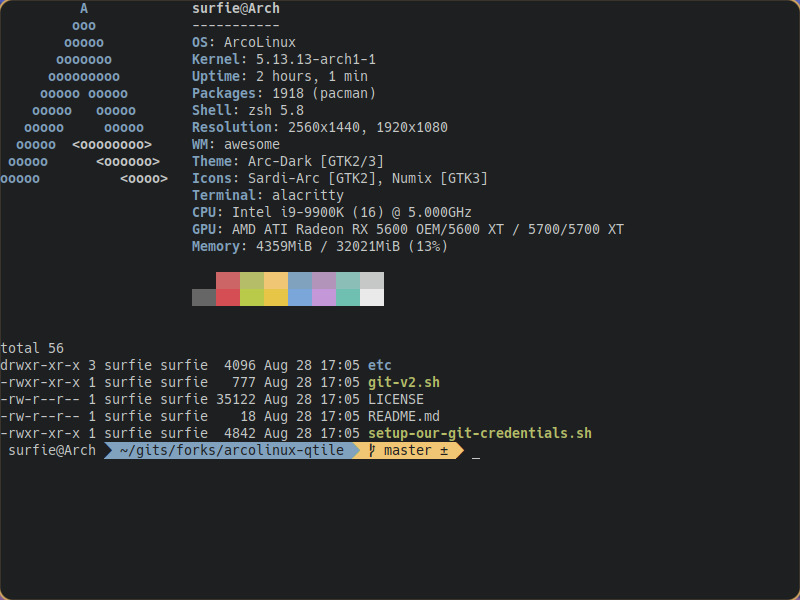 A surfie@Arch
ooo -----------
ooooo OS: ArcoLinux
ooooooo Kernel: 5.13.13-arch1-1
ooooooooo Uptime: 2 hours, 1 min
ooooo ooooo Packages: 1918 (pacman)
ooooo ooooo Shell: zsh 5.8
ooooo ooooo Resolution: 2560x1440, 1920x1080
ooooo <oooooooo> WM: awesome
ooooo <oooooo> Theme: Arc-Dark [GTK2/3]
ooooo <oooo> Icons: Sardi-Arc [GTK2], Numix [GTK3]
Terminal: alacritty
CPU: Intel i9-9900K (16) @ 5.000GHz
GPU: AMD ATI Radeon RX 5600 OEM/5600 XT / 5700/5700 XT
Memory: 4359MiB / 32021MiB (13%)
total 56
drwxr-xr-x 3 surfie surfie  4096 Aug 28 17:05 etc
-rwxr-xr-x 1 surfie surfie   777 Aug 28 17:05 git-v2.sh
-rw-r--r-- 1 surfie surfie 35122 Aug 28 17:05 LICENSE
-rw-r--r-- 1 surfie surfie    18 Aug 28 17:05 README.md
-rwxr-xr-x 1 surfie surfie  4842 Aug 28 17:05 setup-our-git-credentials.sh
surfie@Arch ~/gits/forks/arcolinux-qtile master ± _